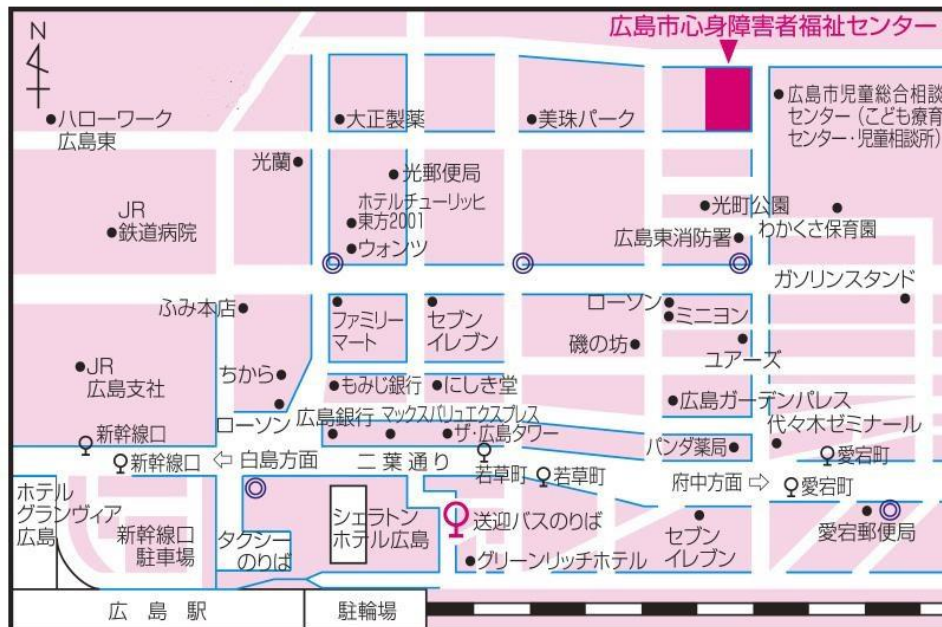 広島市心身障害者福祉センター
N
ハローワーク
広島東
大正製薬
美珠パーク
広島市児童総合相談
センター(こども療育
センター・児童相談所)
光蘭
光郵便局
JR
鉄道病院
ホテルチューリッヒ
東方2001
ウォンツ
光町公園
わかくさ保育園
広島東消防署
ガソリンスタンド
ふみ本店
ファミリー
マート
セブン
イレブン
ローソン
ミニヨン
磯の坊
ユアーズ
JR
広島支社
ちから
もみじ銀行
にしき堂
広島ガーデンパレス
ローソン
広島銀行
マックスバリュエクスプレス
ザ・広島タワー
代々木ゼミナール
パンダ薬局
新幹線口
新幹線口
⇦ 白島方面
二葉通り
若草町
若草町
府中方面 ⇨
愛宕町
愛宕町
ホテル
グランヴィア
広島
新幹線口
駐車場
タクシー
のりば
シェラトン
ホテル広島
送迎バスのりば
グリーンリッチホテル
セブン
イレブン
愛宕郵便局
広島駅
駐輪場